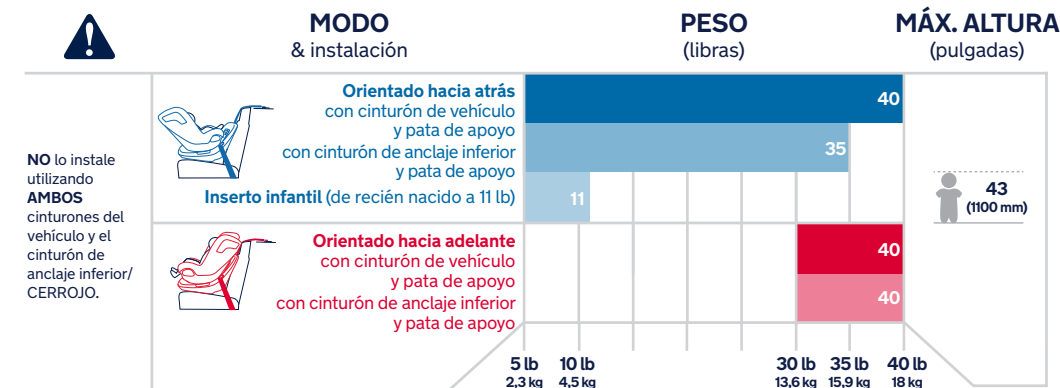 MODO
& instalación
PESO
(libras)
MÁX. ALTURA
(pulgadas)
NO lo instale
utilizando
AMBOS
cinturones del
vehículo y el
cinturón de
anclaje inferior/
CERROJO.
Orientado hacia atrás
con cinturón de vehículo
y pata de apoyo
40
con cinturón de anclaje inferior
y pata de apoyo
35
Inserto infantil (de recién nacido a 11 lb)
11
43
(1100 mm)
Orientado hacia adelante
con cinturón de vehículo
y pata de apoyo
40
con cinturón de anclaje inferior
y pata de apoyo
40
5 lb 10 lb 30 lb 35 lb 40 lb
2,3 kg 4,5 kg 13,6 kg 15,9 kg 18 kg